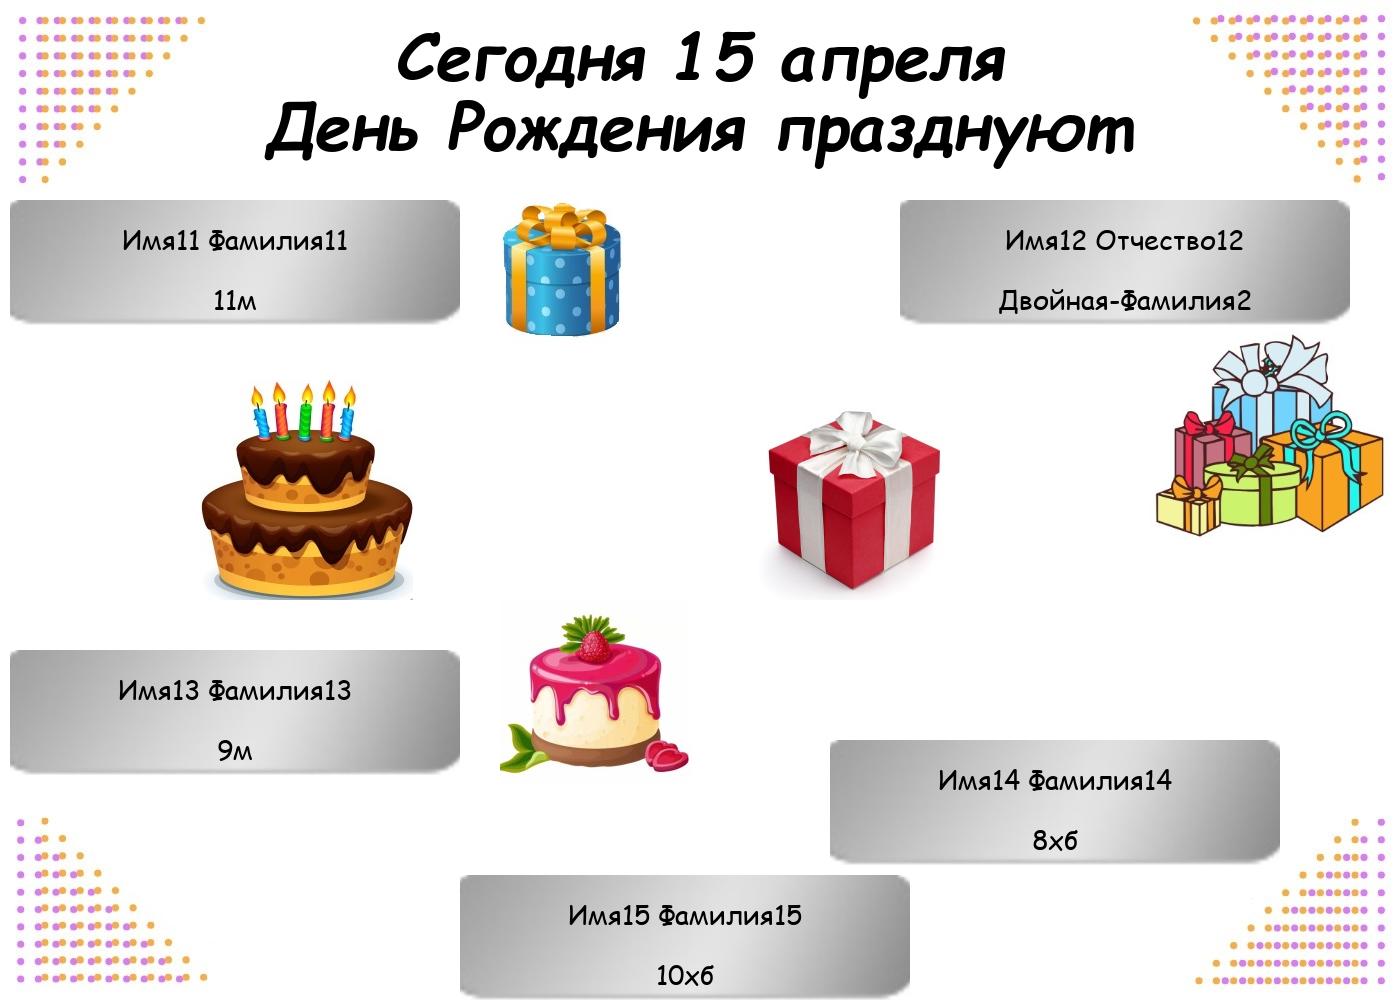 Сегодня 15 апреля
День Рождения празднуют
Имя11 Фамилия11
11м
Имя12 Отчество12
Двойная-Фамилия2
Имя13 Фамилия13
9м
Имя14 Фамилия14
8хб
Имя15 Фамилия15
10хб